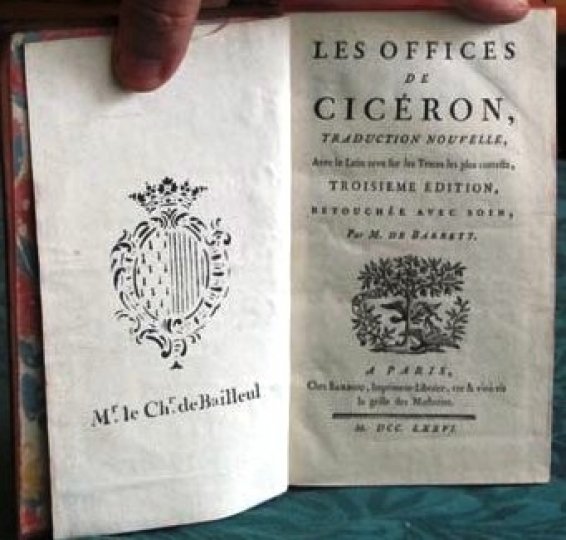 Mr. le Chr. de Bailleul
LES OFFICES
DE
CICÉRON,
TRADUCTION NOUVELLE,
Avec le Latin revu sur les Textes les plus corrects,
TROISIEME EDITION,
RETOUCHÉE AVEC SOIN,
Par M. DE BARRETT.
A PARIS,
Chez BARBOU, Imprimeur-Libraire, rue & vis-à-vis
la grille des Mathurins.
M. DCC. LXXVI.